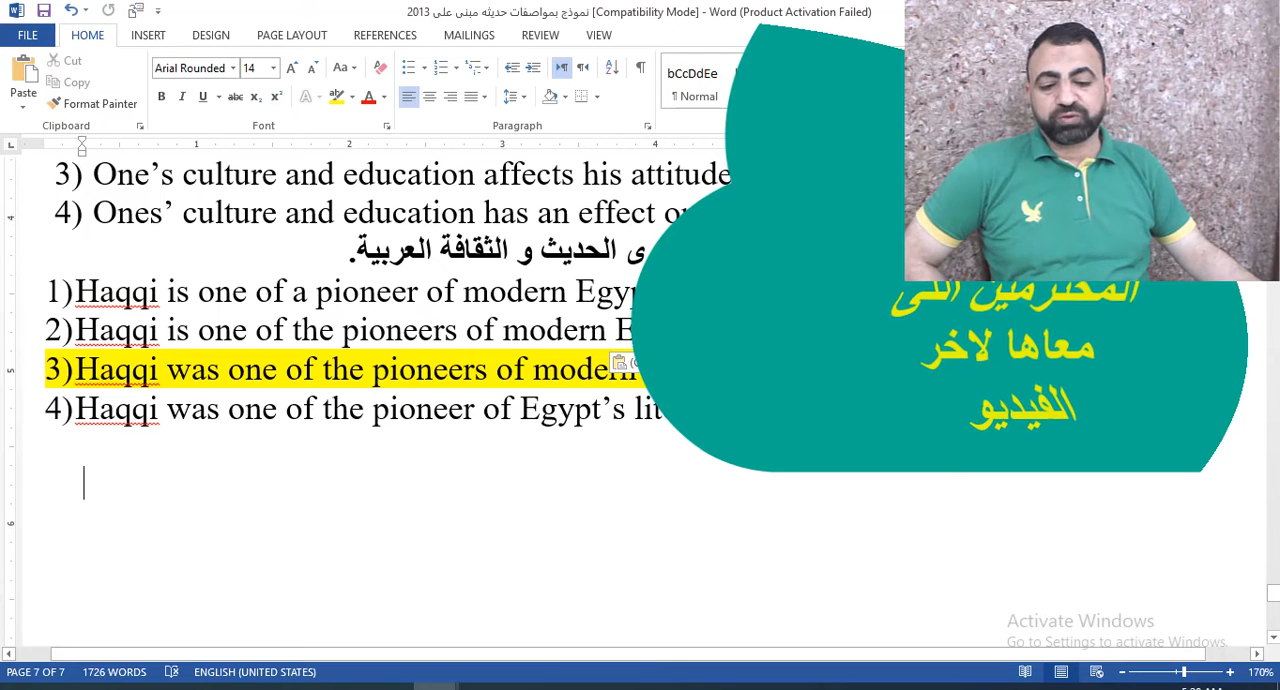 نموذج بمواصفات حديثه مبنى على 2013 [Compatibility Mode] - Word (Product Activation Failed)
FILE HOME INSERT DESIGN PAGE LAYOUT REFERENCES MAILINGS REVIEW VIEW
Cut
Copy
Paste
Format Painter
Arial Rounded 14
bCcDdEe
¶ Normal
Clipboard Font Paragraph
3) One’s culture and education affects his attitude
4) Ones’ culture and education has an effect
الحديث و الثقافة العربية.
1)Haqqi is one of a pioneer of modern
2)Haqqi is one of the pioneers of modern
3)Haqqi was one of the pioneers of modern
4)Haqqi was one of the pioneer of Egypt’s
المحترمين اللى
معاها لاخر
الفيديو
Activate Windows
Go to Settings to activate Windows.
PAGE 7 OF 7 1726 WORDS ENGLISH (UNITED STATES) 170%